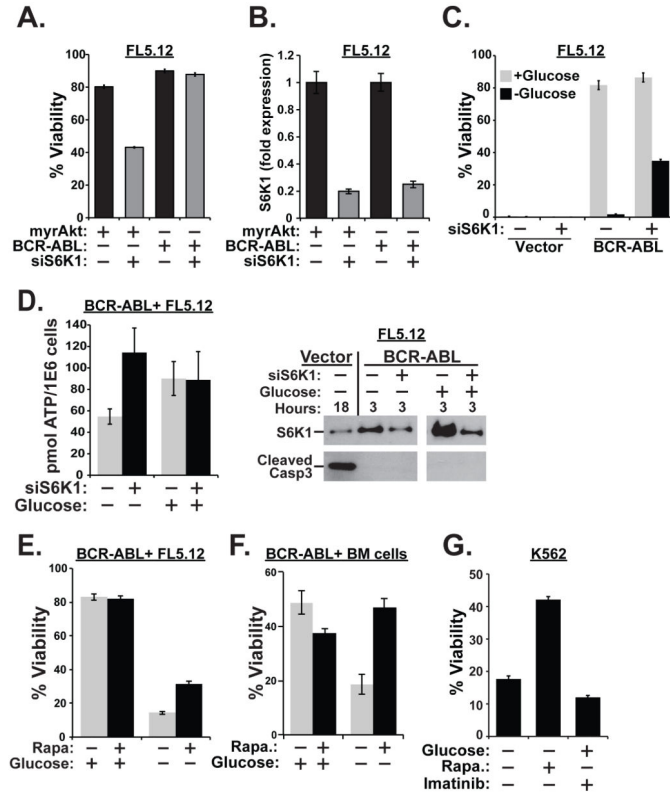 A.
FL5.12
% Viability
100
80
60
40
20
0
myrAkt: + + − −
BCR-ABL: − − + +
siS6K1: − + − +
B.
FL5.12
S6K1 (fold expression)
1.2
1
0.8
0.6
0.4
0.2
0
myrAkt: + + − −
BCR-ABL: − − + +
siS6K1: − + − +
C.
FL5.12
% Viability
100
80
60
40
20
0
+Glucose
-Glucose
siS6K1: − + − +
Vector BCR-ABL
D.
BCR-ABL+ FL5.12
pmol ATP/1E6 cells
140
120
100
80
60
40
20
0
siS6K1: − + − +
Glucose: − − + +
FL5.12
Vector BCR-ABL
siS6K1: − − + − +
Glucose: − − − + +
Hours: 18 3 3 3 3
S6K1
Cleaved
Casp3
E.
BCR-ABL+ FL5.12
% Viability
100
80
60
40
20
0
Rapa: − + − +
Glucose: + + − −
F.
BCR-ABL+ BM cells
% Viability
60
40
20
0
Rapa.: − + − +
Glucose: + + − −
G.
K562
% Viability
50
40
30
20
10
0
Glucose: − − +
Rapa.: − + −
Imatinib: − − +